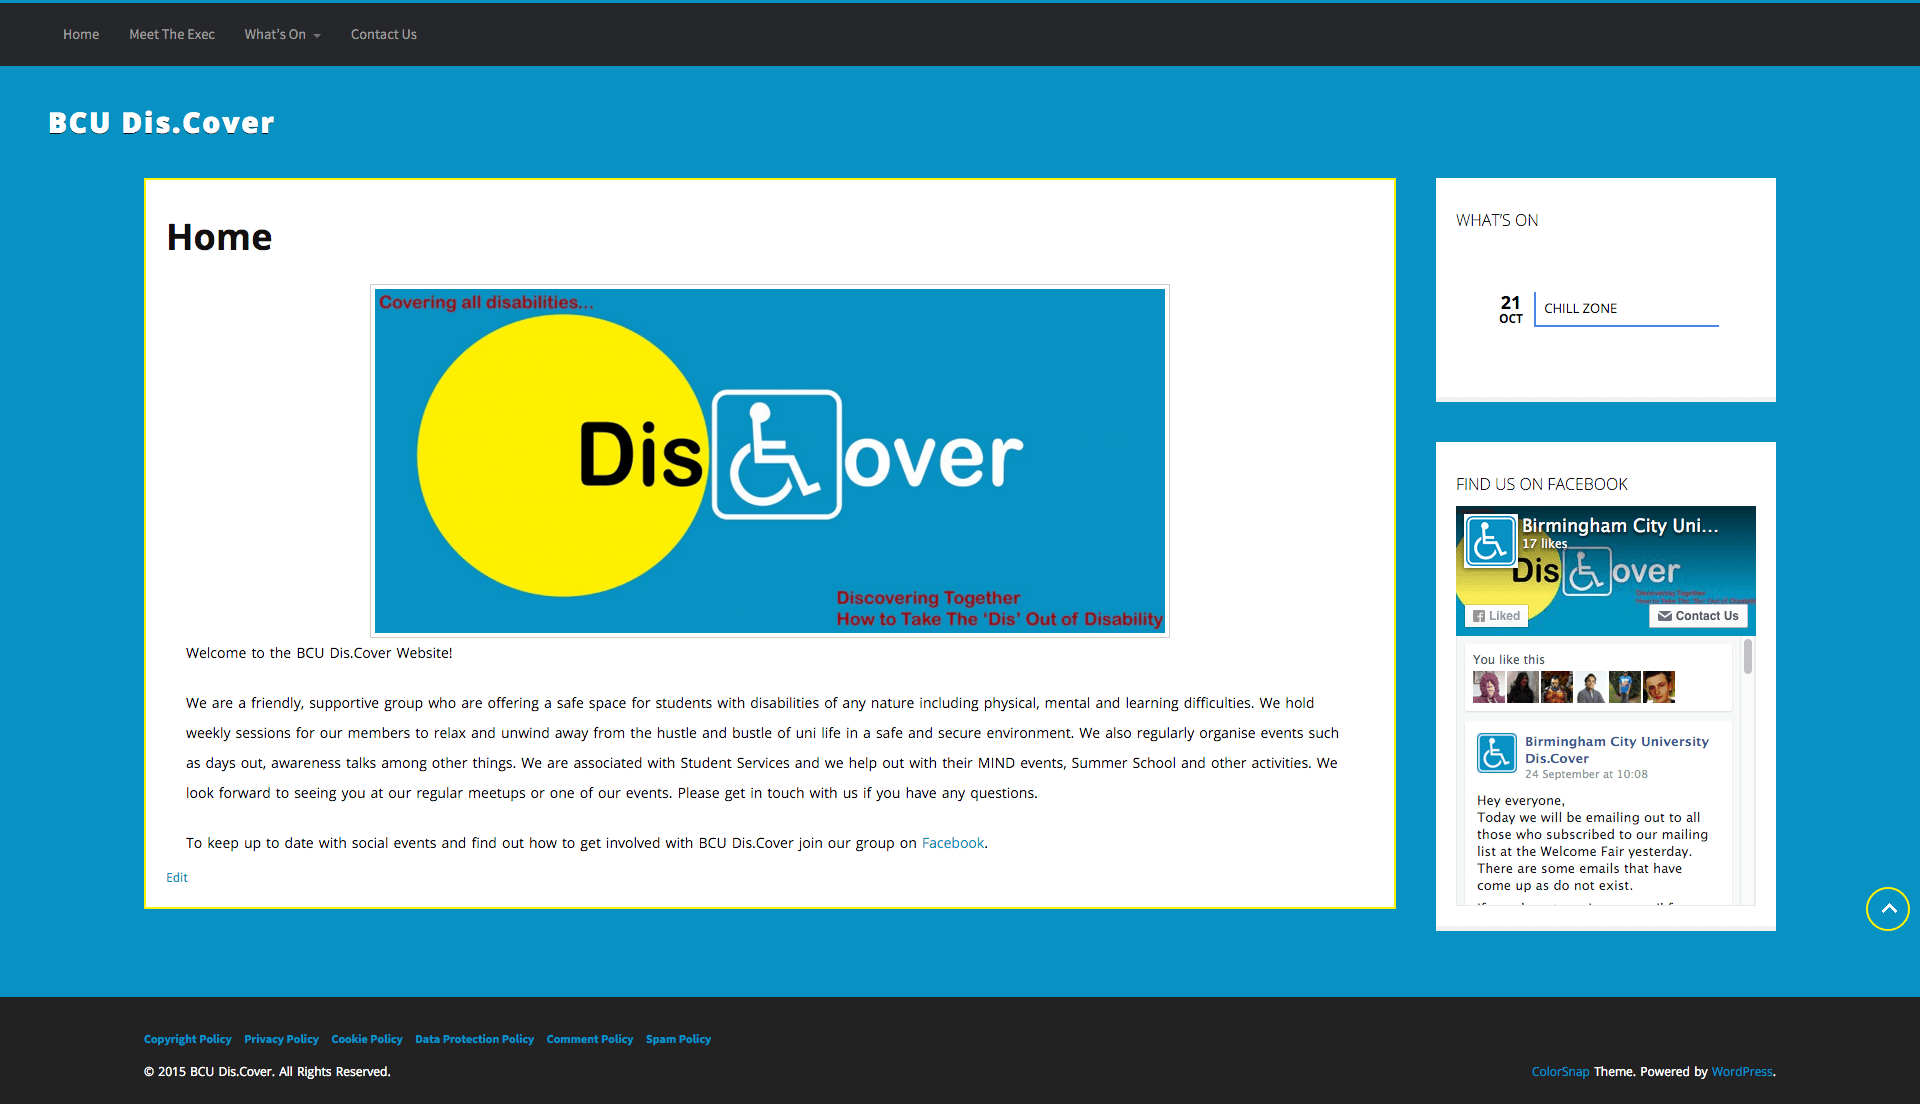 Home Meet The Exec What's On Contact Us
BCU Dis.Cover
Home
Covering all disabilities...
Dis over
Discovering Together
How to Take The 'Dis' Out of Disability
Welcome to the BCU Dis.Cover Website!
We are a friendly, supportive group who are offering a safe space for students with disabilities of any nature including physical, mental and learning difficulties. We hold
weekly sessions for our members to relax and unwind away from the hustle and bustle of uni life in a safe and secure environment. We also regularly organise events such
as days out, awareness talks among other things. We are associated with Student Services and we help out with their MIND events, Summer School and other activities. We
look forward to seeing you at our regular meetups or one of our events. Please get in touch with us if you have any questions.
To keep up to date with social events and find out how to get involved with BCU Dis.Cover join our group on Facebook.
Edit
WHAT'S ON
21
OCT
CHILL ZONE
FIND US ON FACEBOOK
Birmingham City Uni...
17 likes
Dis over
Discovering Together
How to Take The 'Dis' Out of Disability
Liked
Contact Us
You like this
Birmingham City University
Dis.Cover
24 September at 10:08
Hey everyone,
Today we will be emailing out to all
those who subscribed to our mailing
list at the Welcome Fair yesterday.
There are some emails that have
come up as do not exist.
Copyright Policy Privacy Policy Cookie Policy Data Protection Policy Comment Policy Spam Policy
© 2015 BCU Dis.Cover. All Rights Reserved.
ColorSnap Theme. Powered by WordPress.